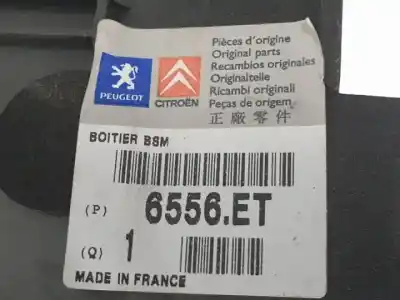 Pièces d'origine
Original parts
Recambios originales
Originalteile
Ricambi originali
Peças de origem
正廠零件
PEUGEOT
CITROËN
BOITIER BSM
(P) 6556.ET
(Q) 1
MADE IN FRANCE